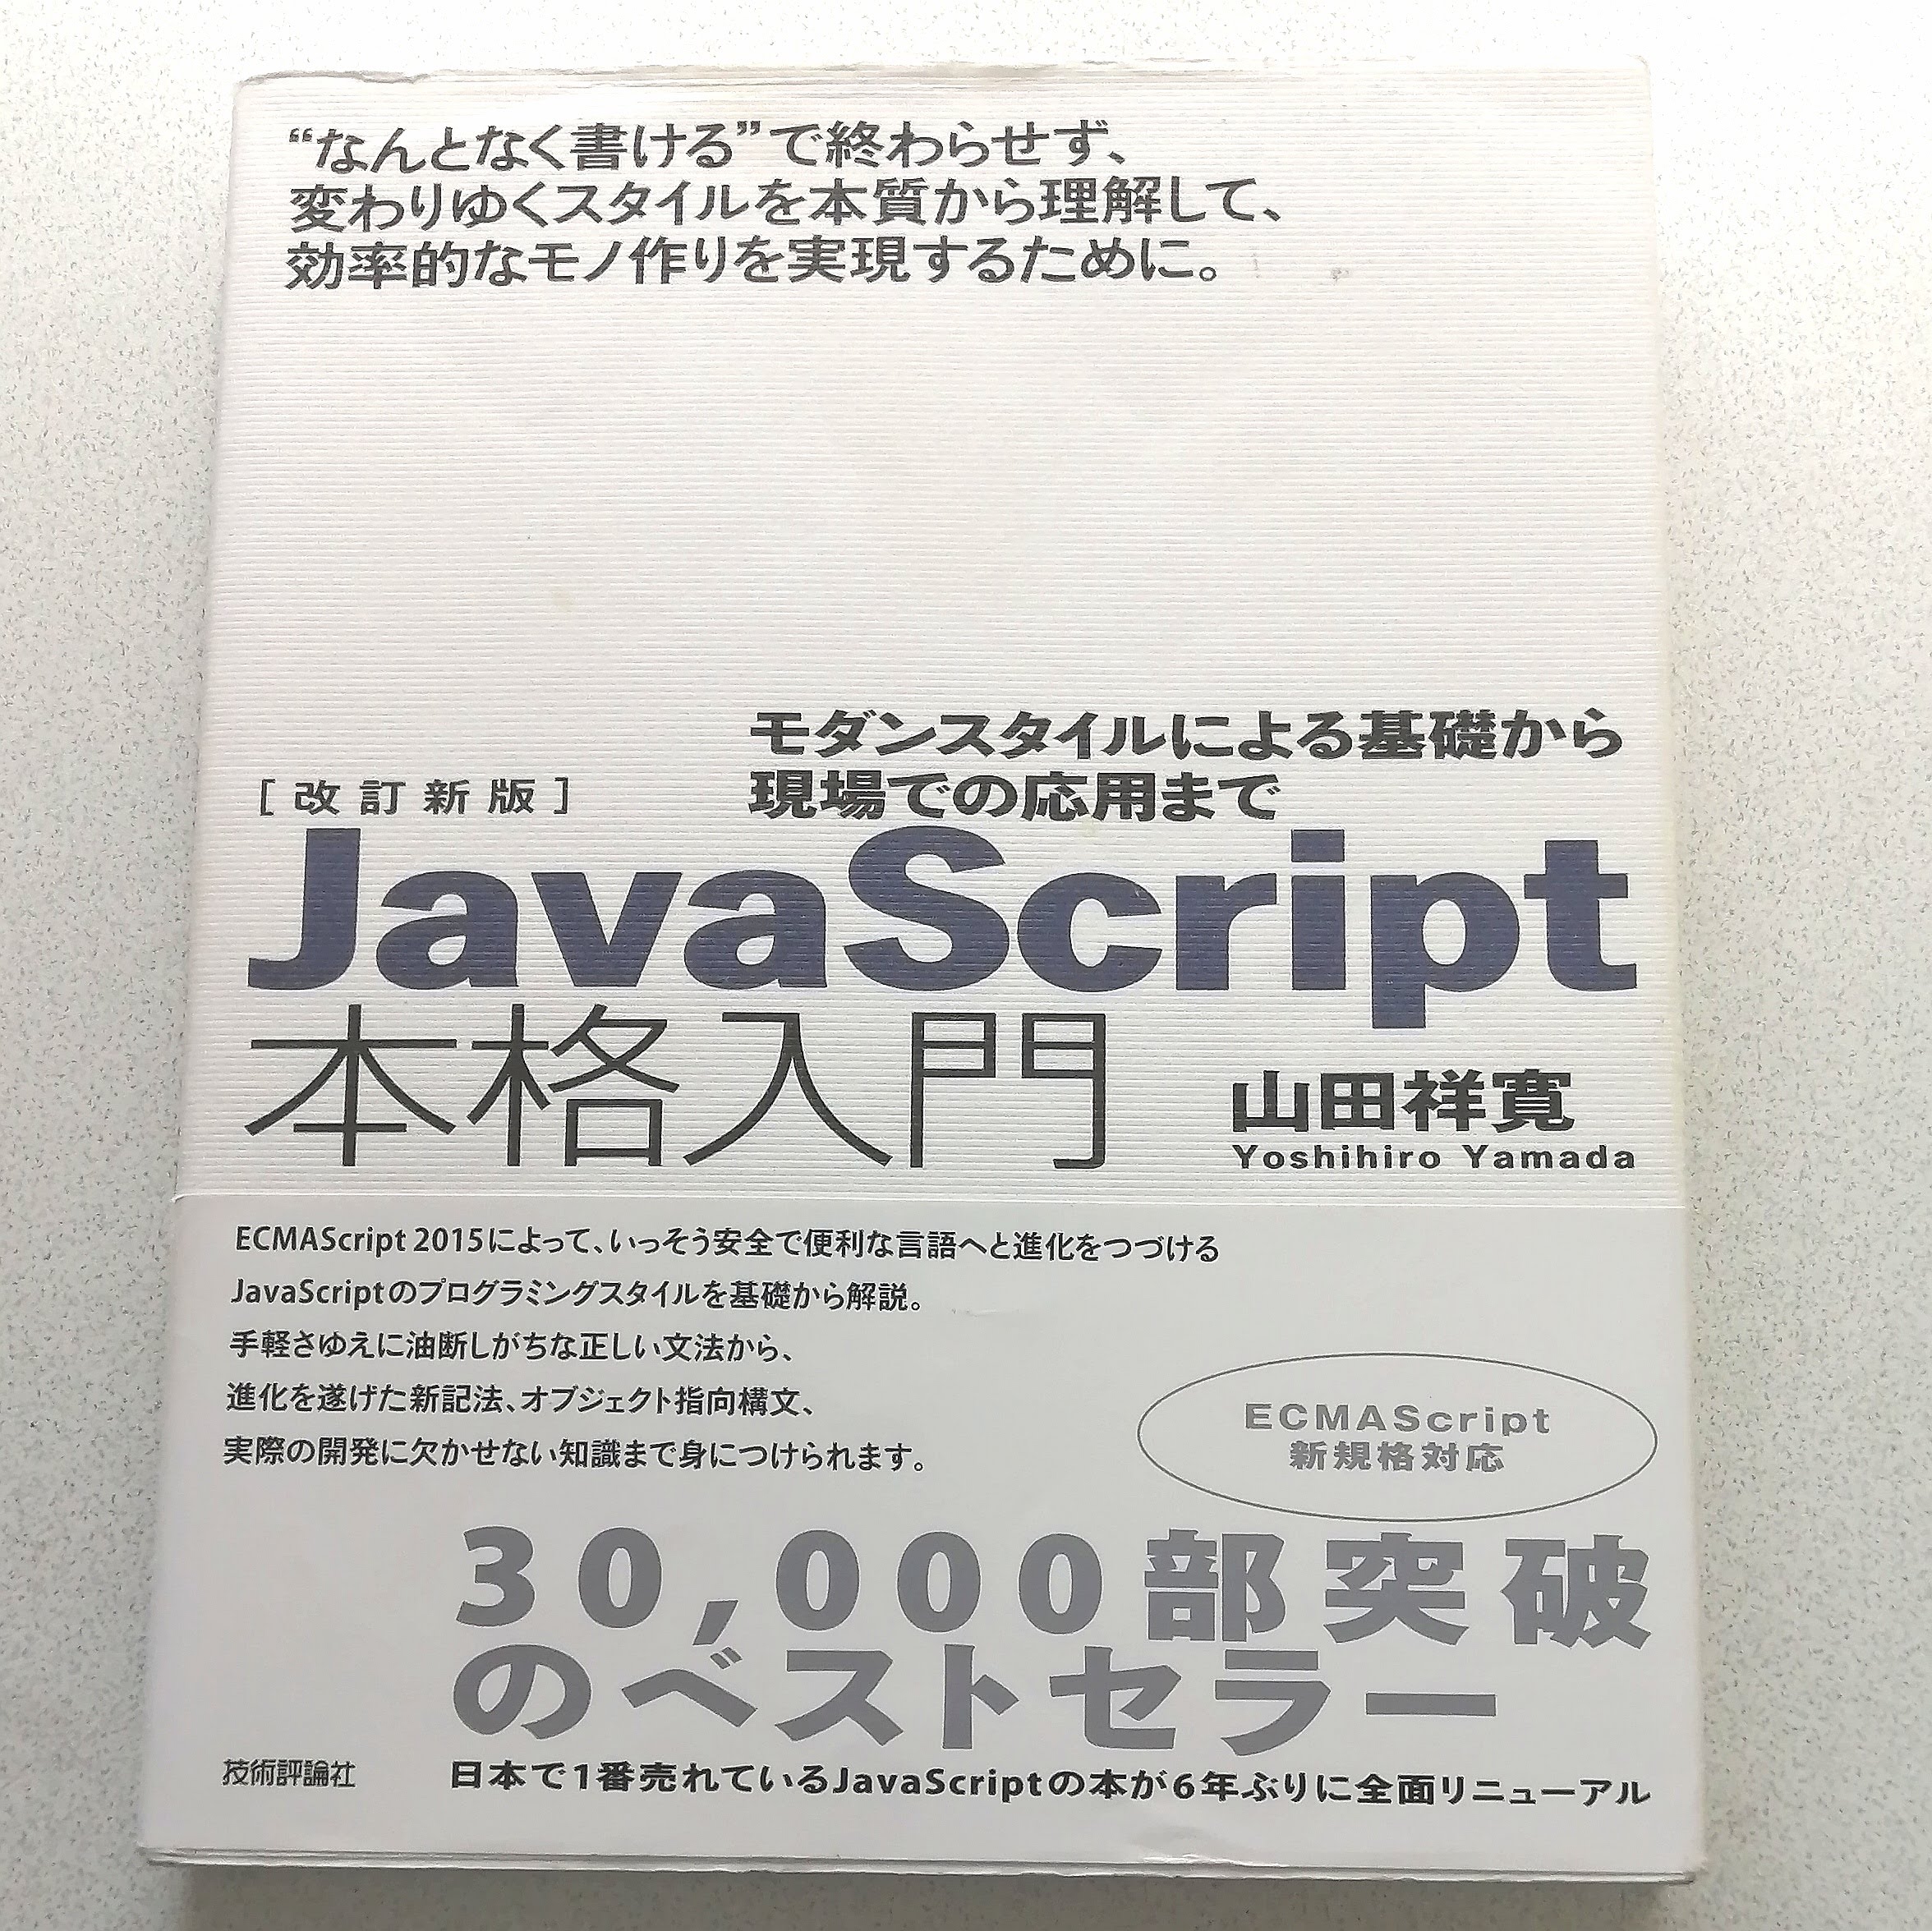 “なんとなく書ける”で終わらせず、
変わりゆくスタイルを本質から理解して、
効率的なモノ作りを実現するために。
モダンスタイルによる基礎から
現場での応用まで
[改訂新版]
JavaScript
本格入門
山田祥寛
Yoshihiro Yamada
ECMAScript 2015によって、いっそう安全で便利な言語へと進化をつづける
JavaScriptのプログラミングスタイルを基礎から解説。
手軽さゆえに油断しがちな正しい文法から、
進化を遂げた新記法、オブジェクト指向構文、
実際の開発に欠かせない知識まで身につけられます。
ECMAScript
新規格対応
30,000部突破
のベストセラー
技術評論社
日本で1番売れているJavaScriptの本が6年ぶりに全面リニューアル